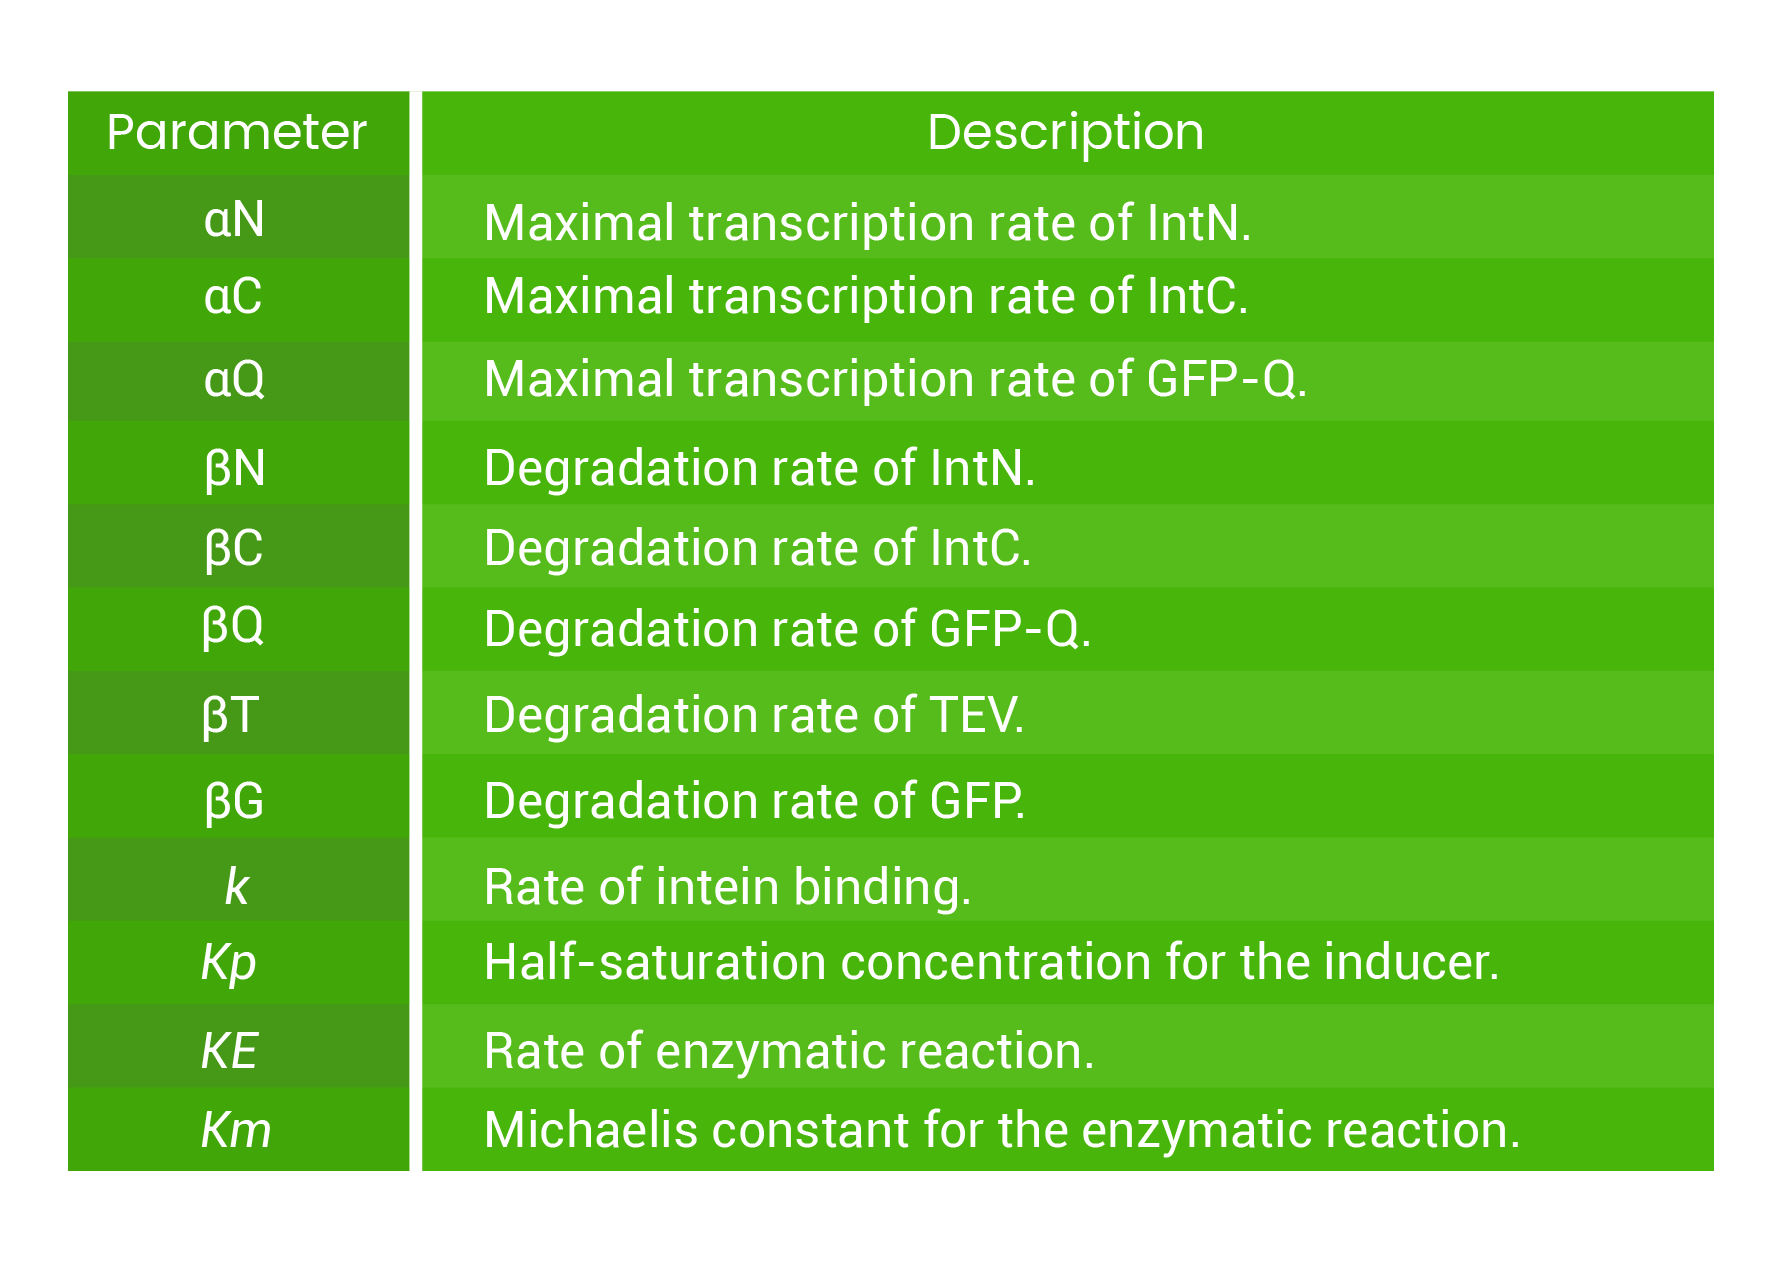 Parameter Description
αN Maximal transcription rate of IntN.
αC Maximal transcription rate of IntC.
αQ Maximal transcription rate of GFP-Q.
βN Degradation rate of IntN.
βC Degradation rate of IntC.
βQ Degradation rate of GFP-Q.
βT Degradation rate of TEV.
βG Degradation rate of GFP.
k Rate of intein binding.
Kp Half-saturation concentration for the inducer.
KE Rate of enzymatic reaction.
Km Michaelis constant for the enzymatic reaction.